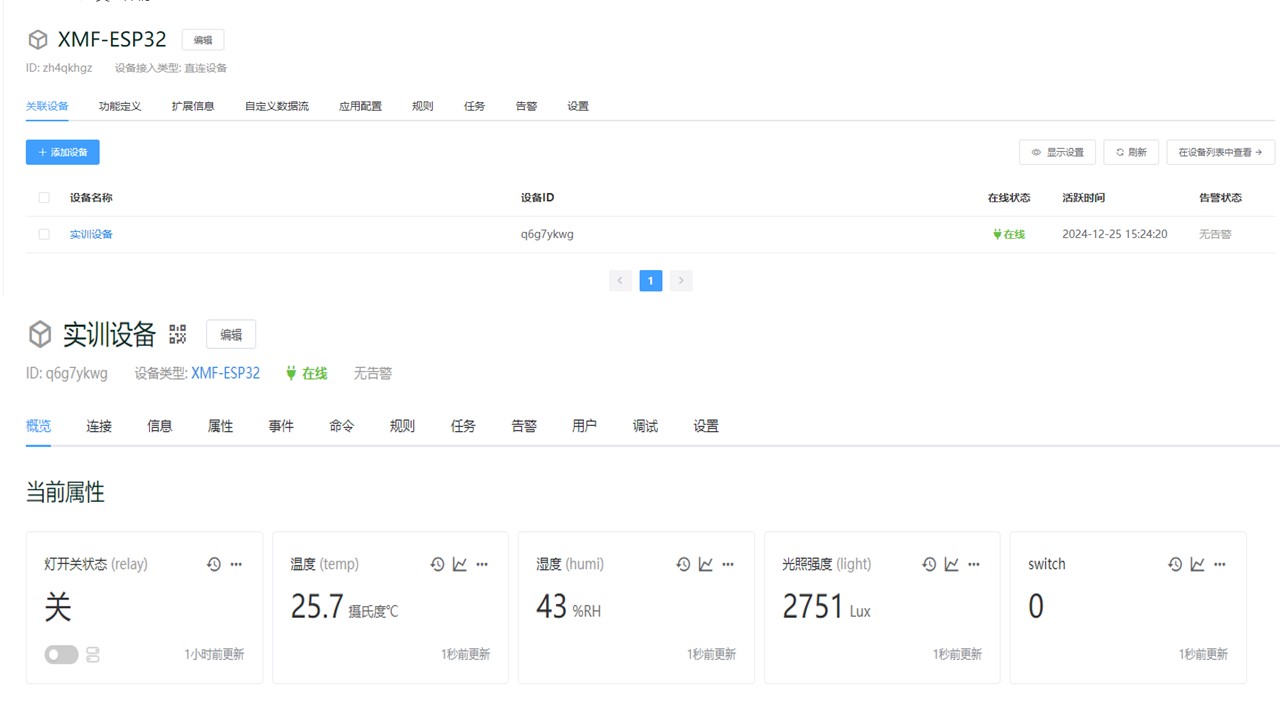 XMF-ESP32 编辑
ID: zh4qkhgz 设备接入类型: 直连设备
关联设备 功能定义 扩展信息 自定义数据流 应用配置 规则 任务 告警 设置
+ 添加设备 显示设置 刷新 在设备列表中查看
设备名称 设备ID 在线状态 活跃时间 告警状态
实训设备 q6g7ykwg 在线 2024-12-25 15:24:20 无告警
< 1 >
实训设备 编辑
ID: q6g7ykwg 设备类型: XMF-ESP32 在线 无告警
概览 连接 信息 属性 事件 命令 规则 任务 告警 用户 调试 设置
当前属性
灯开关状态 (relay)
关
1小时前更新
温度 (temp)
25.7 摄氏度℃
1秒前更新
湿度 (humi)
43 %RH
1秒前更新
光照强度 (light)
2751 Lux
1秒前更新
switch
0
1秒前更新